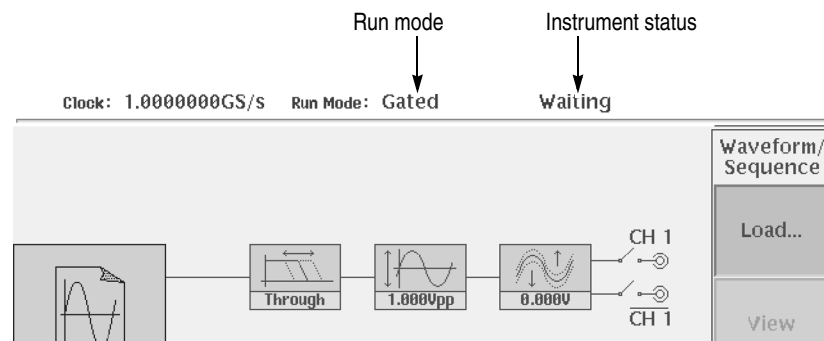 Run mode Instrument status
Clock: 1.0000000GS/s Run Mode: Gated Waiting
Waveform/
Sequence
Load...
CH 1
Through 1.000Vpp 0.000V
CH 1
View